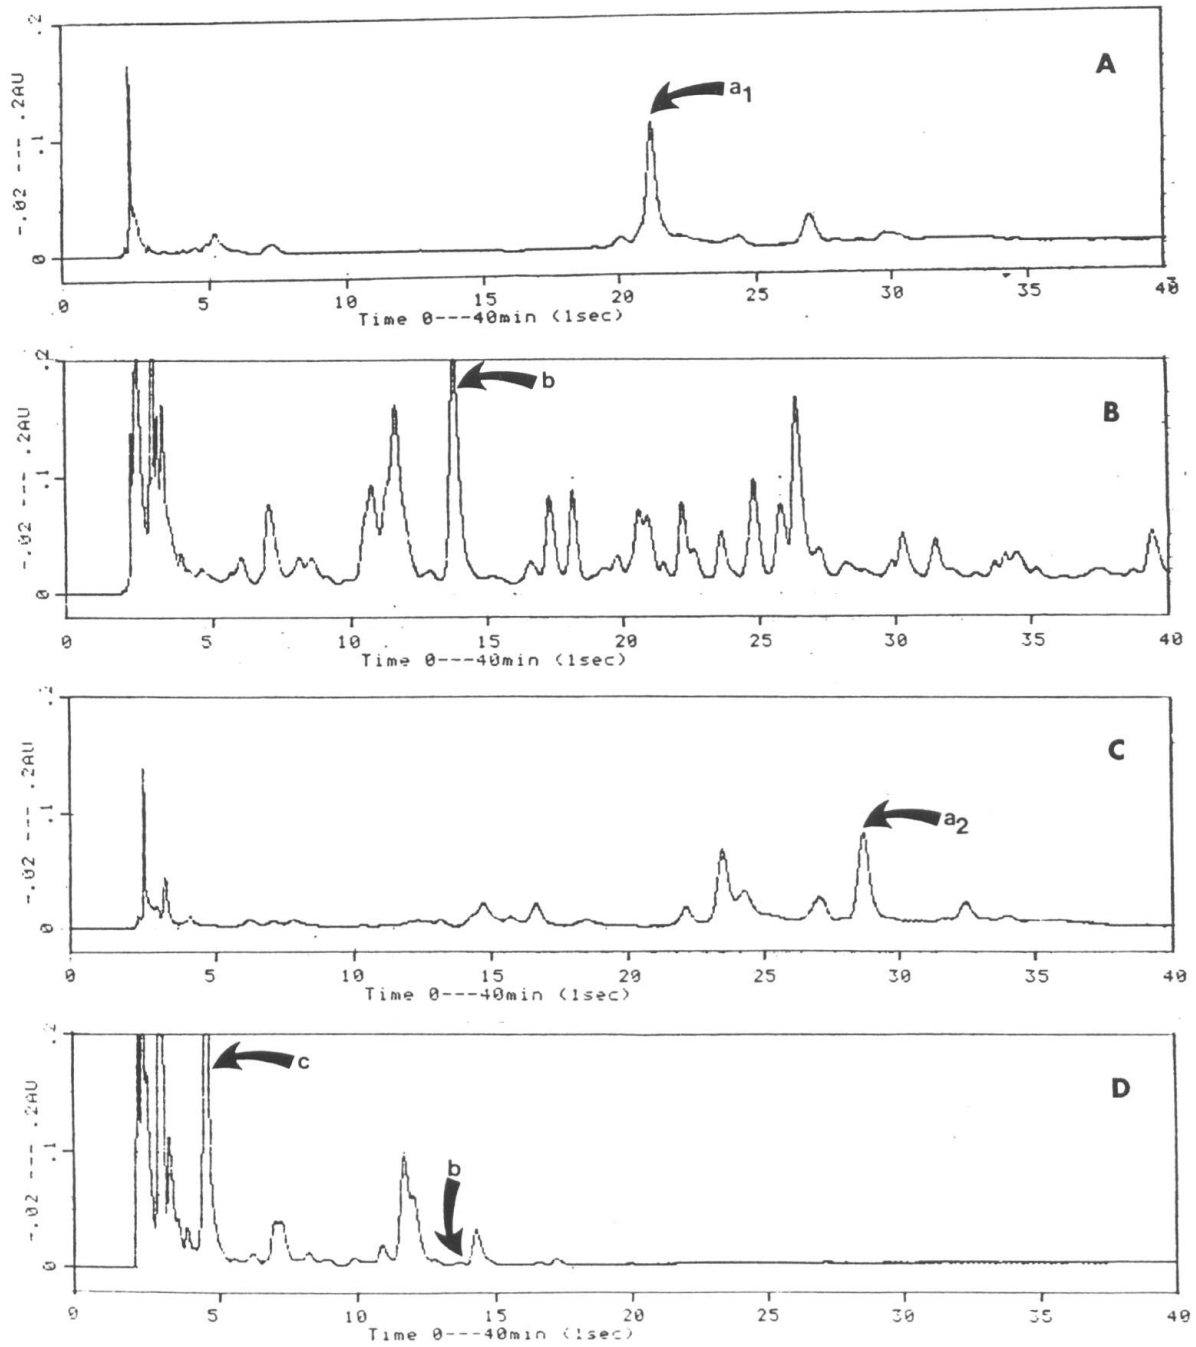 .2
A
-.02 --- .2AU
a1
.1
0
0 5 10 15 20 25 30 35 40
Time 0---40min (1sec)
.2
b
B
-.02 --- .2AU
.1
0
0 5 10 15 20 25 30 35 40
Time 0---40min (1sec)
.2
C
-.02 --- .2AU
a2
.1
0
0 5 10 15 20 25 30 35 40
Time 0---40min (1sec)
.2
c
D
-.02 --- .2AU
.1
b
0
0 5 10 15 20 25 30 35 40
Time 0---40min (1sec)